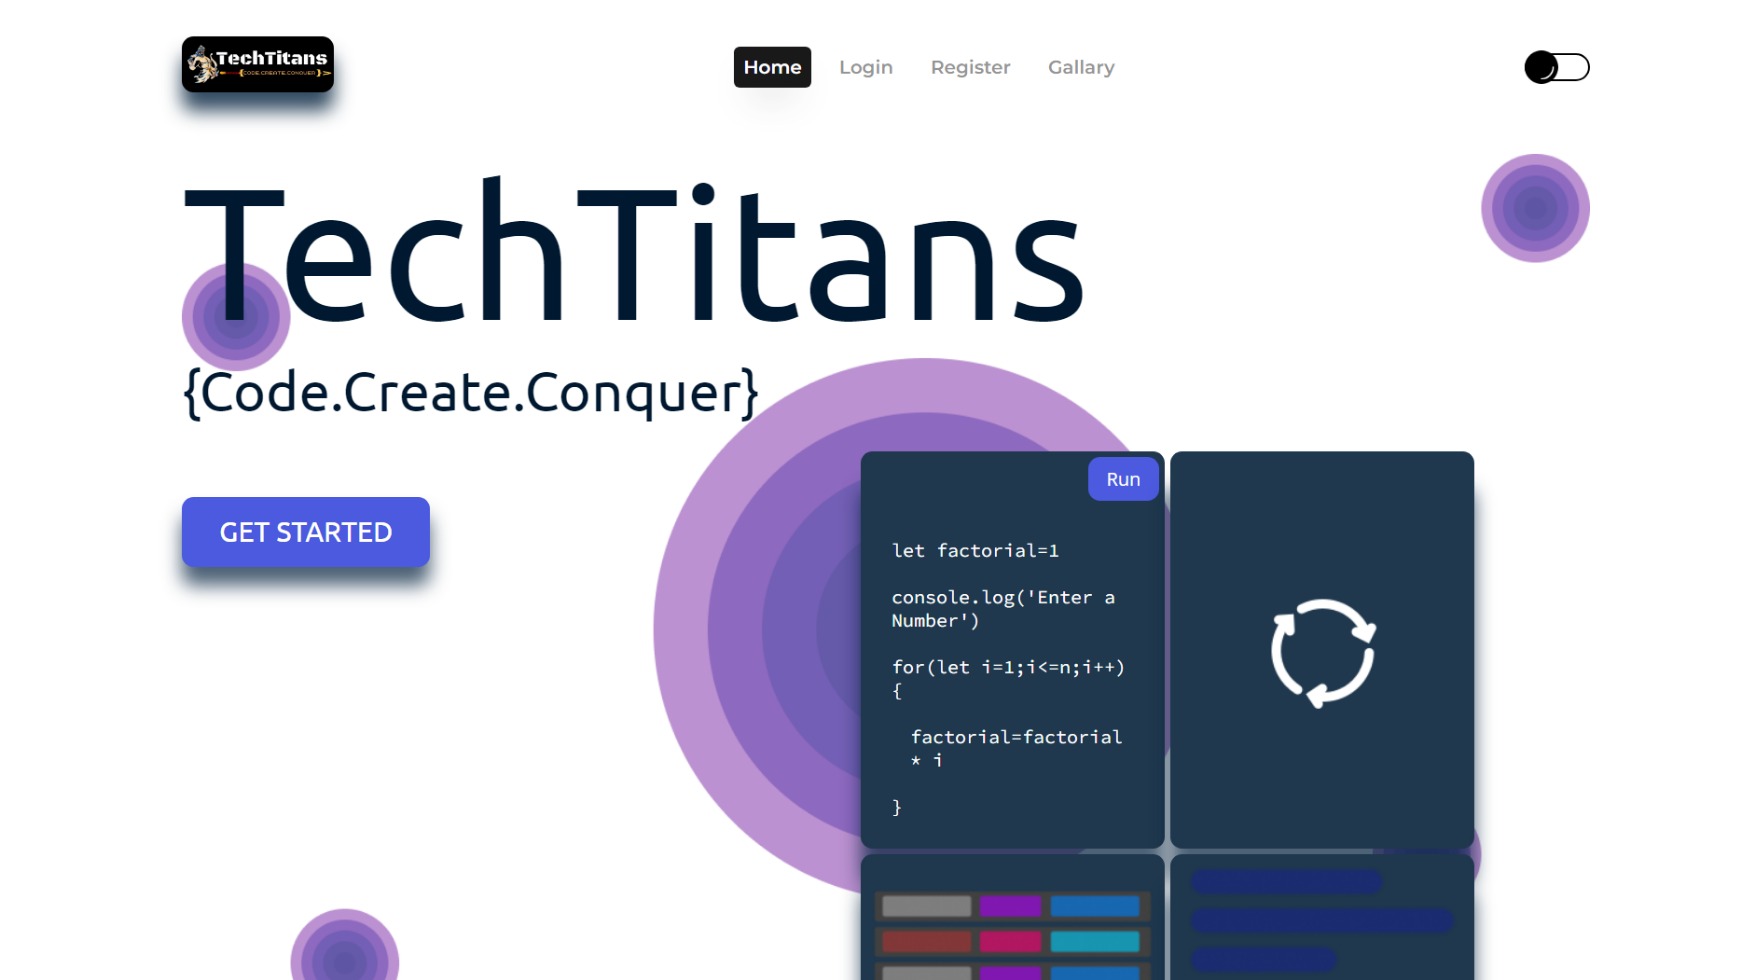 TechTitans
{CODE.CREATE.CONQUER}
Home
Login
Register
Gallary
TechTitans
{Code.Create.Conquer}
GET STARTED
Run
let factorial=1
console.log('Enter a
Number')
for(let i=1;i<=n;i++)
{
factorial=factorial
* i
}